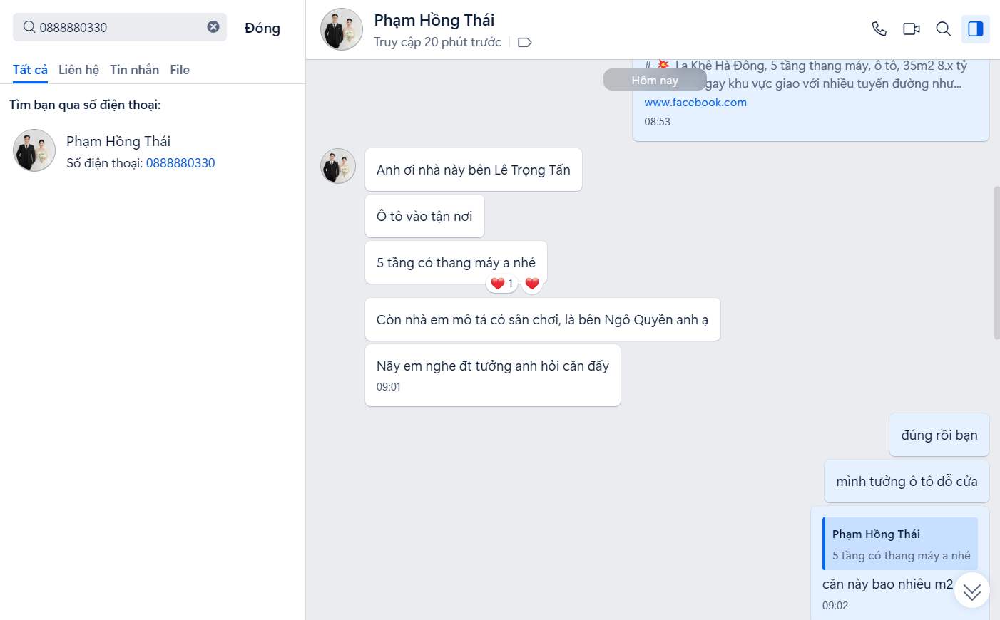 0888880330
Đóng
Tất cả Liên hệ Tin nhắn File
Tìm bạn qua số điện thoại:
Phạm Hồng Thái
Số điện thoại: 0888880330
Phạm Hồng Thái
Truy cập 20 phút trước
# 💥 La Khê Hà Đông, 5 tầng thang máy, ô tô, 35m2 8.x tỷ
Hôm nay
gay khu vực giao với nhiều tuyến đường như...
www.facebook.com
08:53
Anh ơi nhà này bên Lê Trọng Tấn
Ô tô vào tận nơi
5 tầng có thang máy a nhé
❤️ 1 ❤️
Còn nhà em mô tả có sân chơi, là bên Ngô Quyền anh ạ
Nãy em nghe đt tưởng anh hỏi căn đấy
09:01
đúng rồi bạn
mình tưởng ô tô đỗ cửa
Phạm Hồng Thái
5 tầng có thang máy a nhé
căn này bao nhiêu m2
09:02